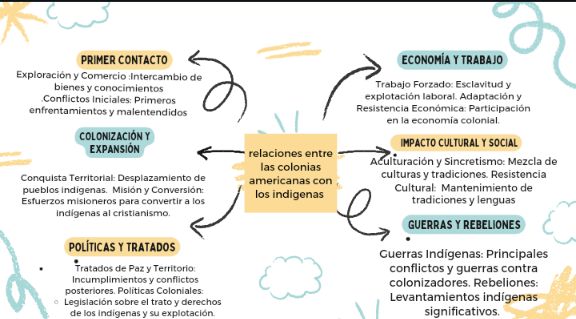 PRIMER CONTACTO
Exploración y Comercio :Intercambio de
bienes y conocimientos
.Conflictos Iniciales: Primeros
enfrentamientos y malentendidos
COLONIZACIÓN Y
EXPANSIÓN
Conquista Territorial: Desplazamiento de
pueblos indígenas. Misión y Conversión:
Esfuerzos misioneros para convertir a los
indígenas al cristianismo.
POLÍTICAS Y TRATADOS
Tratados de Paz y Territorio:
Incumplimientos y conflictos
posteriores. Políticas Coloniales:
Legislación sobre el trato y derechos
de los indígenas y su explotación.
relaciones entre
las colonias
americanas con
los indigenas
ECONOMÍA Y TRABAJO
Trabajo Forzado: Esclavitud y
explotación laboral. Adaptación y
Resistencia Económica: Participación
en la economía colonial.
IMPACTO CULTURAL Y SOCIAL
Aculturación y Sincretismo: Mezcla de
culturas y tradiciones. Resistencia
Cultural: Mantenimiento de
tradiciones y lenguas
GUERRAS Y REBELIONES
Guerras Indígenas: Principales
conflictos y guerras contra
colonizadores. Rebeliones:
Levantamientos indígenas
significativos.